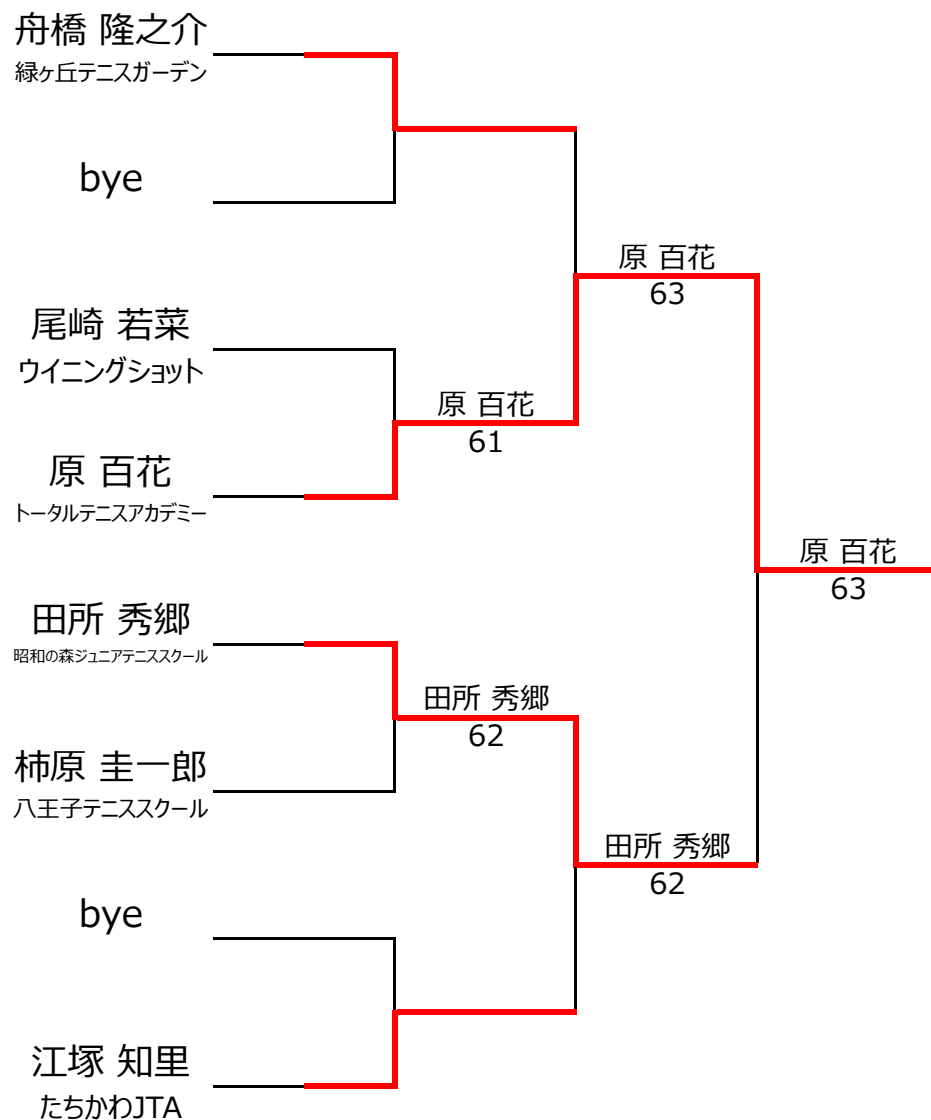 舟橋 隆之介
緑ヶ丘テニスガーデン
bye
尾崎 若菜
ウイニングショット
原 百花
トータルテニスアカデミー
田所 秀郷
昭和の森ジュニアテニススクール
柿原 圭一郎
八王子テニススクール
bye
江塚 知里
たちかわJTA
原 百花
61
田所 秀郷
62
原 百花
63
田所 秀郷
62
原 百花
63